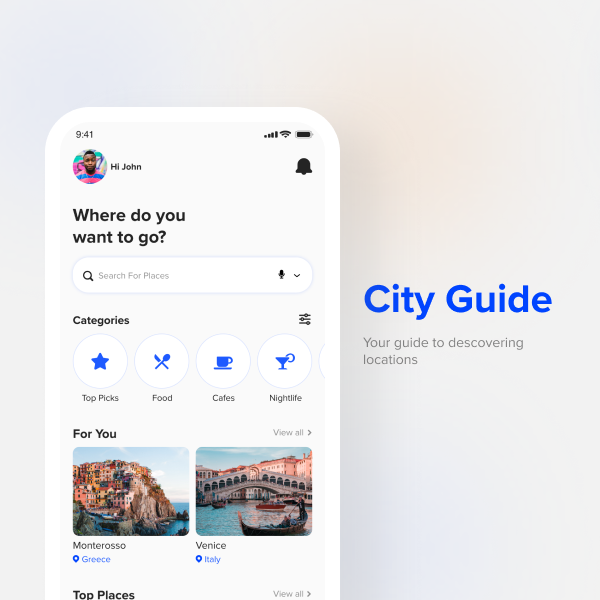 9:41
Hi John
Where do you
want to go?
Search For Places
Categories
Top Picks
Food
Cafes
Nightlife
For You
View all
Monterosso
Greece
Venice
Italy
Top Places
View all
City Guide
Your guide to descovering
locations